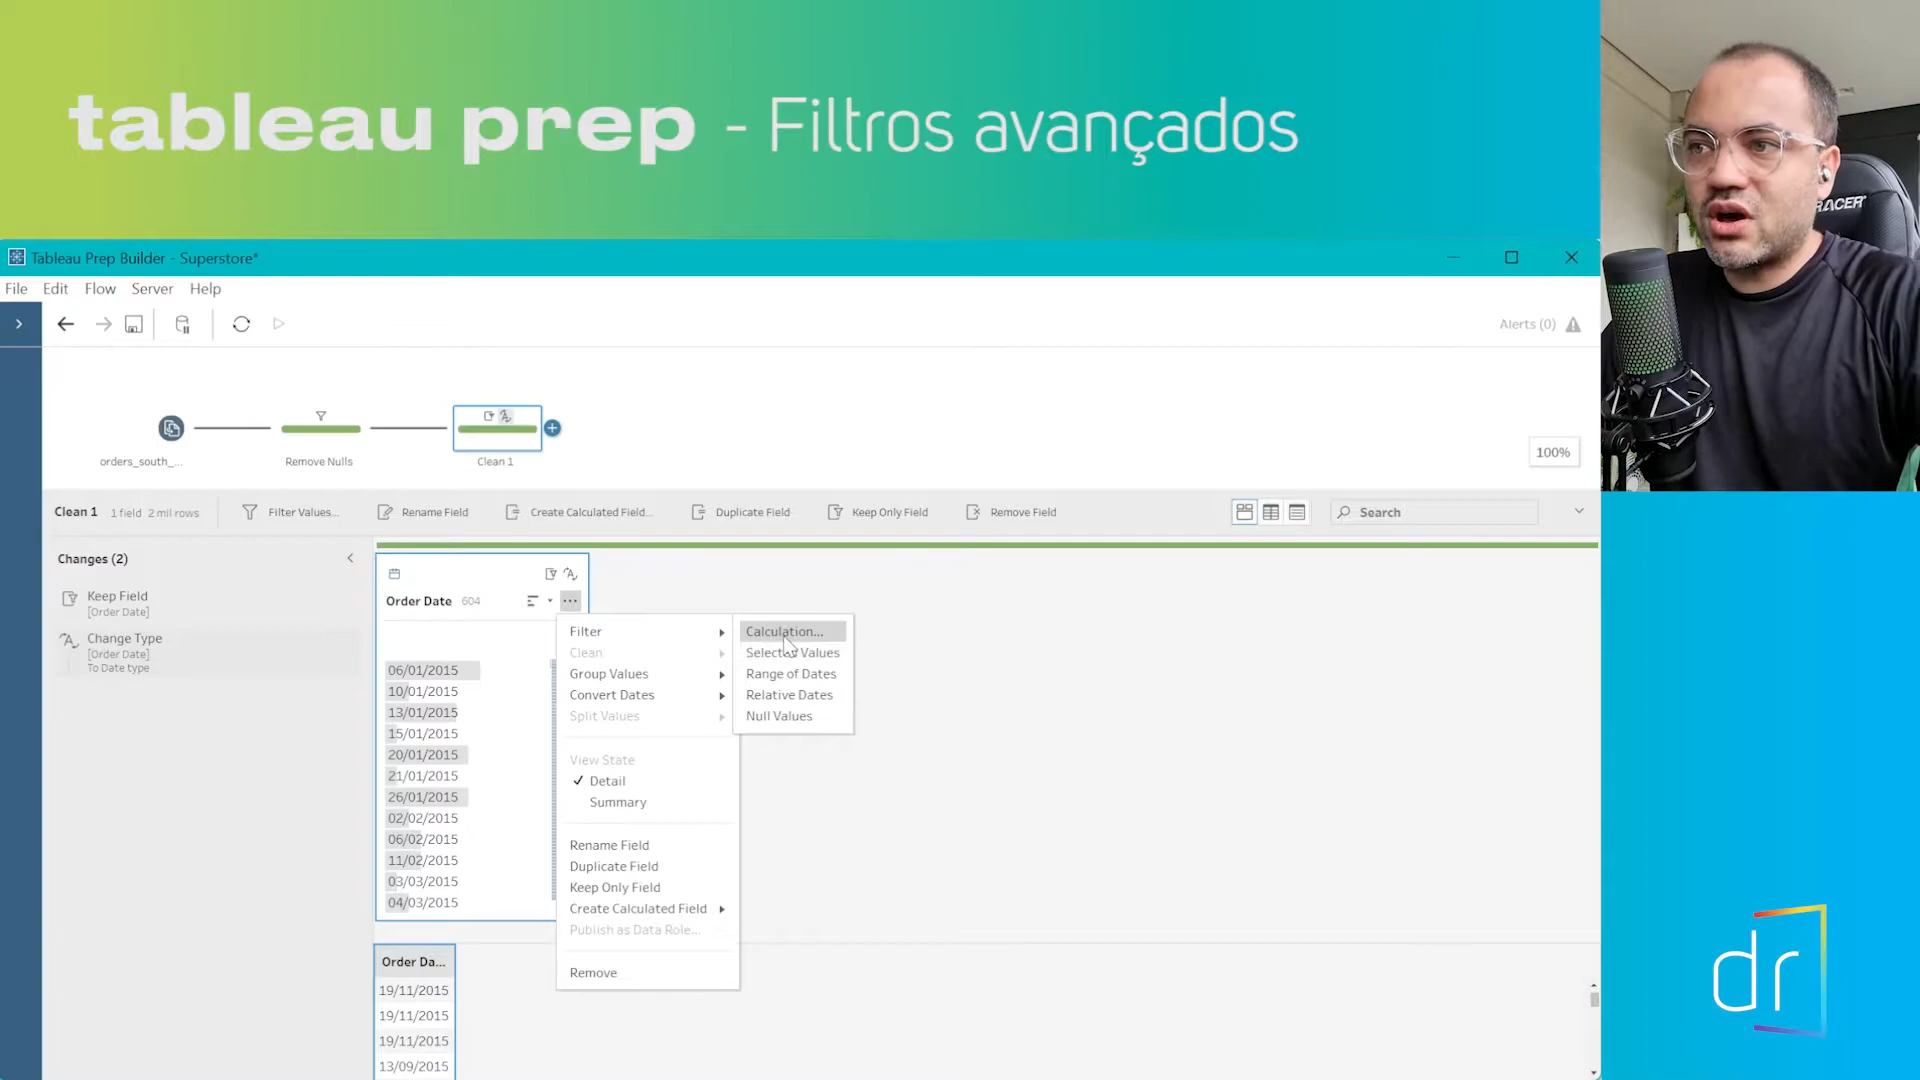 tableau prep - Filtros avançados
RACER
Tableau Prep Builder - Superstore*
File Edit Flow Server Help
Alerts (0)
orders_south_...
Remove Nulls
Clean 1
100%
Clean 1 1 field 2 mil rows Filter Values... Rename Field Create Calculated Field... Duplicate Field Keep Only Field Remove Field Search
Changes (2)
Keep Field
[Order Date]
Change Type
[Order Date]
To Date type
Order Date 604
06/01/2015
10/01/2015
13/01/2015
15/01/2015
20/01/2015
21/01/2015
26/01/2015
02/02/2015
06/02/2015
11/02/2015
03/03/2015
04/03/2015
Filter
Clean
Group Values
Convert Dates
Split Values
View State
Detail
Summary
Rename Field
Duplicate Field
Keep Only Field
Create Calculated Field
Publish as Data Role...
Remove
Calculation...
Selected Values
Range of Dates
Relative Dates
Null Values
Order Da...
19/11/2015
19/11/2015
19/11/2015
13/09/2015
dr